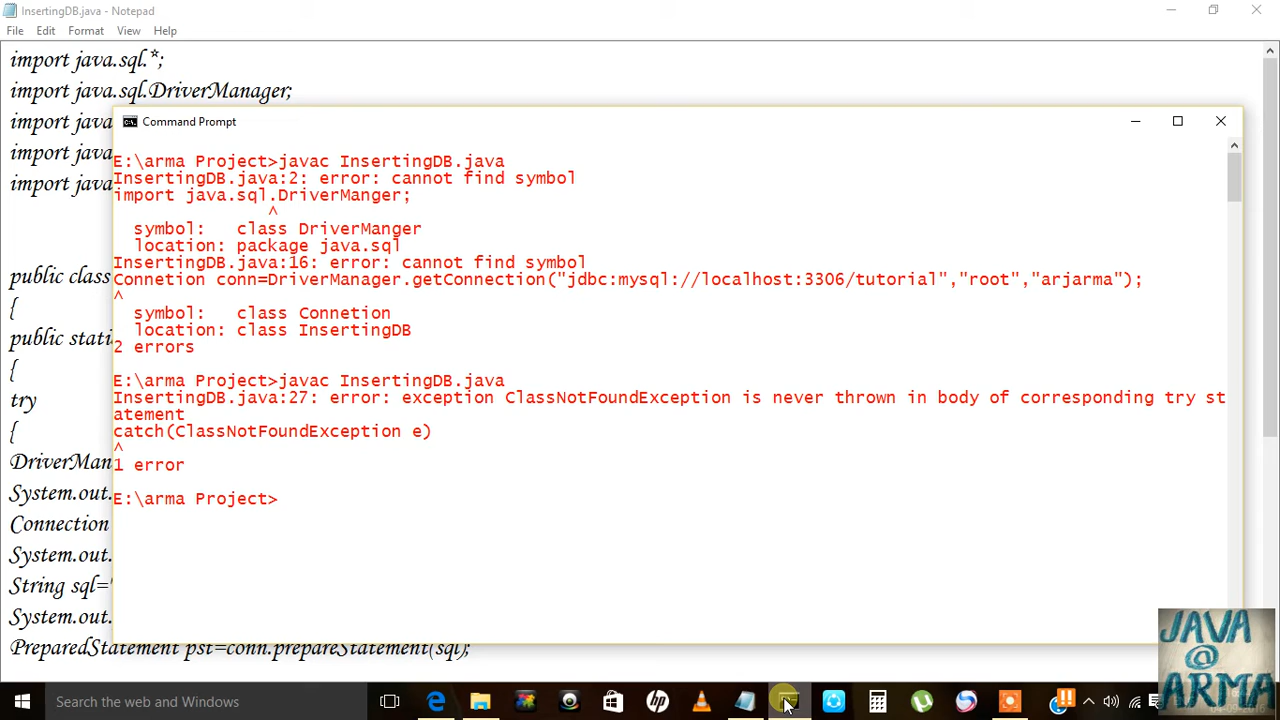 InsertingDB.java - Notepad
File Edit Format View Help
import java.sql.*;
import java.sql.DriverManager;
import java
import java
import java
public class
{
public stati
{
try
{
DriverMan
System.out.
Connection
System.out.
String sql="
System.out.
PreparedStatement pst=conn.prepareStatement(sql);
Command Prompt
E:\arma Project>javac InsertingDB.java
InsertingDB.java:2: error: cannot find symbol
import java.sql.DriverManger;
^
symbol: class DriverManger
location: package java.sql
InsertingDB.java:16: error: cannot find symbol
Connetion conn=DriverManager.getConnection("jdbc:mysql://localhost:3306/tutorial","root","arjarma");
^
symbol: class Connetion
location: class InsertingDB
2 errors
E:\arma Project>javac InsertingDB.java
InsertingDB.java:27: error: exception ClassNotFoundException is never thrown in body of corresponding try st
atement
catch(ClassNotFoundException e)
^
1 error
E:\arma Project>
JAVA
@
ARMA
Search the web and Windows
hp